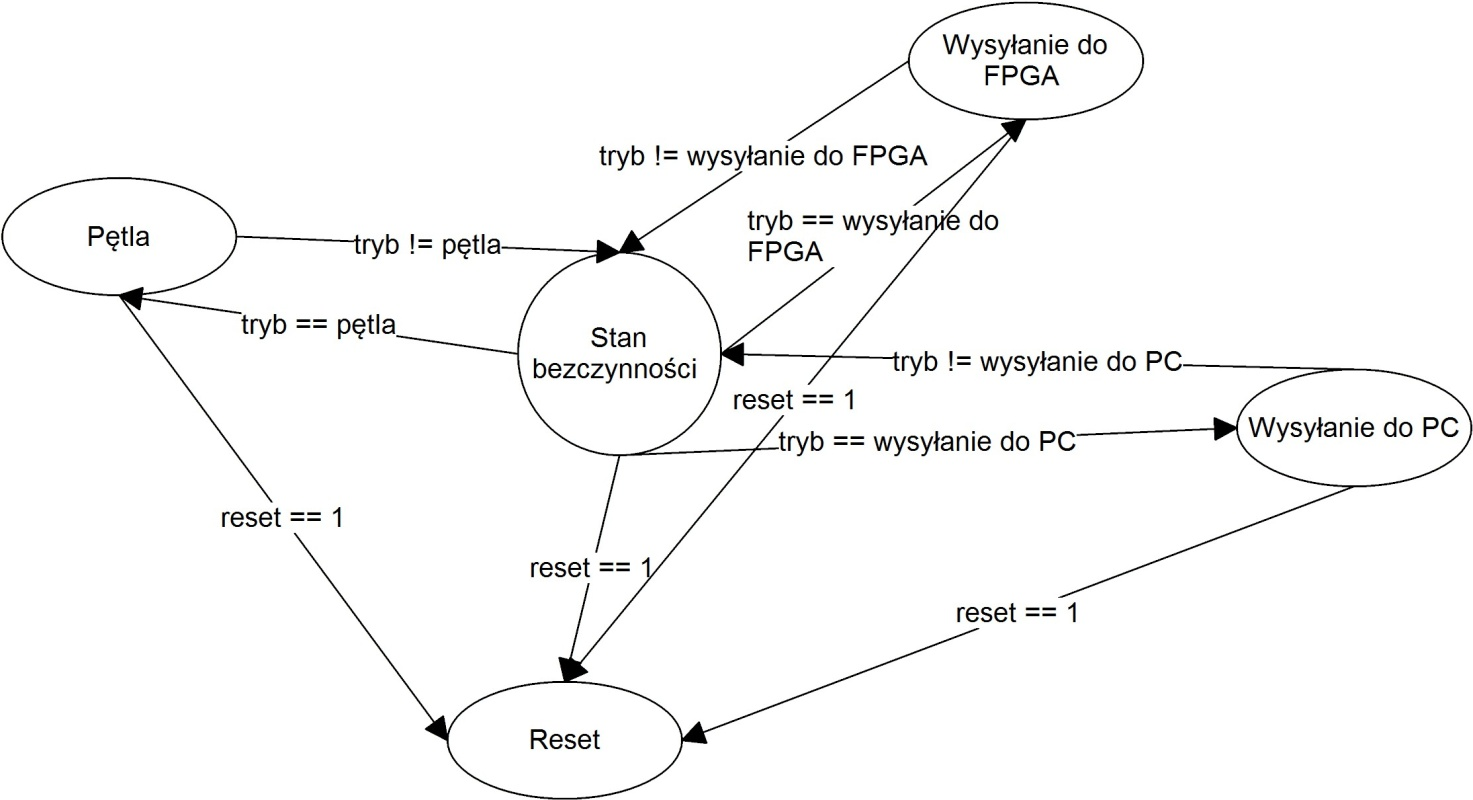 Wysyłanie do
FPGA
tryb != wysyłanie do FPGA
tryb == wysyłanie do
FPGA
Pętla
tryb != pętla
tryb == pętla
Stan
bezczynności
tryb != wysyłanie do PC
reset == 1
tryb == wysyłanie do PC
Wysyłanie do PC
reset == 1
reset == 1
reset == 1
Reset